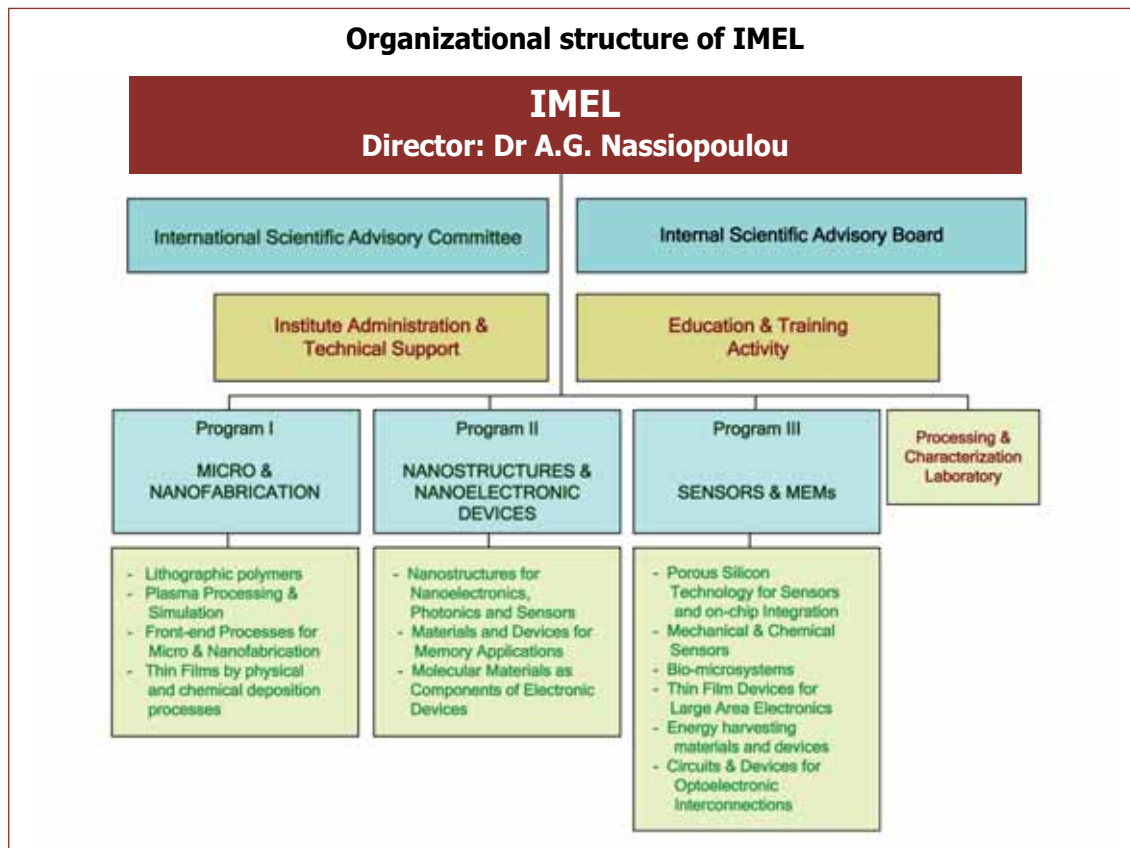 Organizational structure of IMEL
IMEL
Director: Dr A.G. Nassiopoulou
International Scientific Advisory Committee
Internal Scientific Advisory Board
Institute Administration &
Technical Support
Education & Training
Activity
Program I
MICRO &
NANOFABRICATION
Program II
NANOSTRUCTURES &
NANOELECTRONIC
DEVICES
Program III
SENSORS & MEMs
Processing &
Characterization
Laboratory
- Lithographic polymers
- Plasma Processing &
Simulation
- Front-end Processes for
Micro & Nanofabrication
- Thin Films by physical
and chemical deposition
processes
- Nanostructures for
Nanoelectronics,
Photonics and Sensors
- Materials and Devices for
Memory Applications
- Molecular Materials as
Components of Electronic
Devices
- Porous Silicon
Technology for Sensors
and on-chip Integration
- Mechanical & Chemical
Sensors
- Bio-microsystems
- Thin Film Devices for
Large Area Electronics
- Energy harvesting
materials and devices
- Circuits & Devices for
Optoelectronic
Interconnections